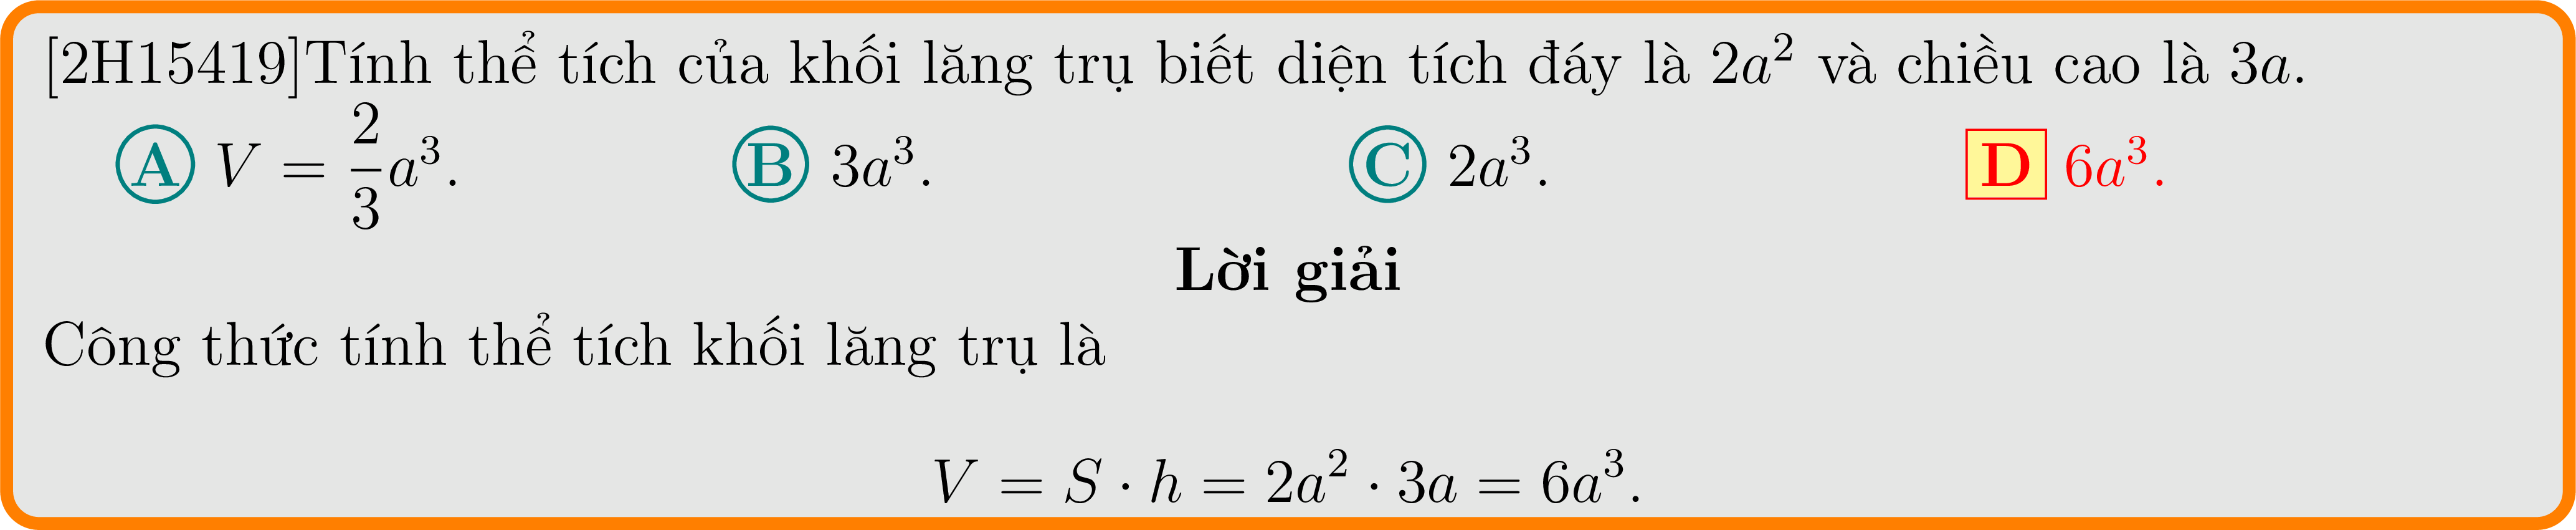 [2H15419]Tính thể tích của khối lăng trụ biết diện tích đáy là $2a^2$ và chiều cao là $3a$.
A $V = \dfrac{2}{3}a^3$. B $3a^3$. C $2a^3$. D $6a^3$.
Lời giải
Công thức tính thể tích khối lăng trụ là
$V = S \cdot h = 2a^2 \cdot 3a = 6a^3.$